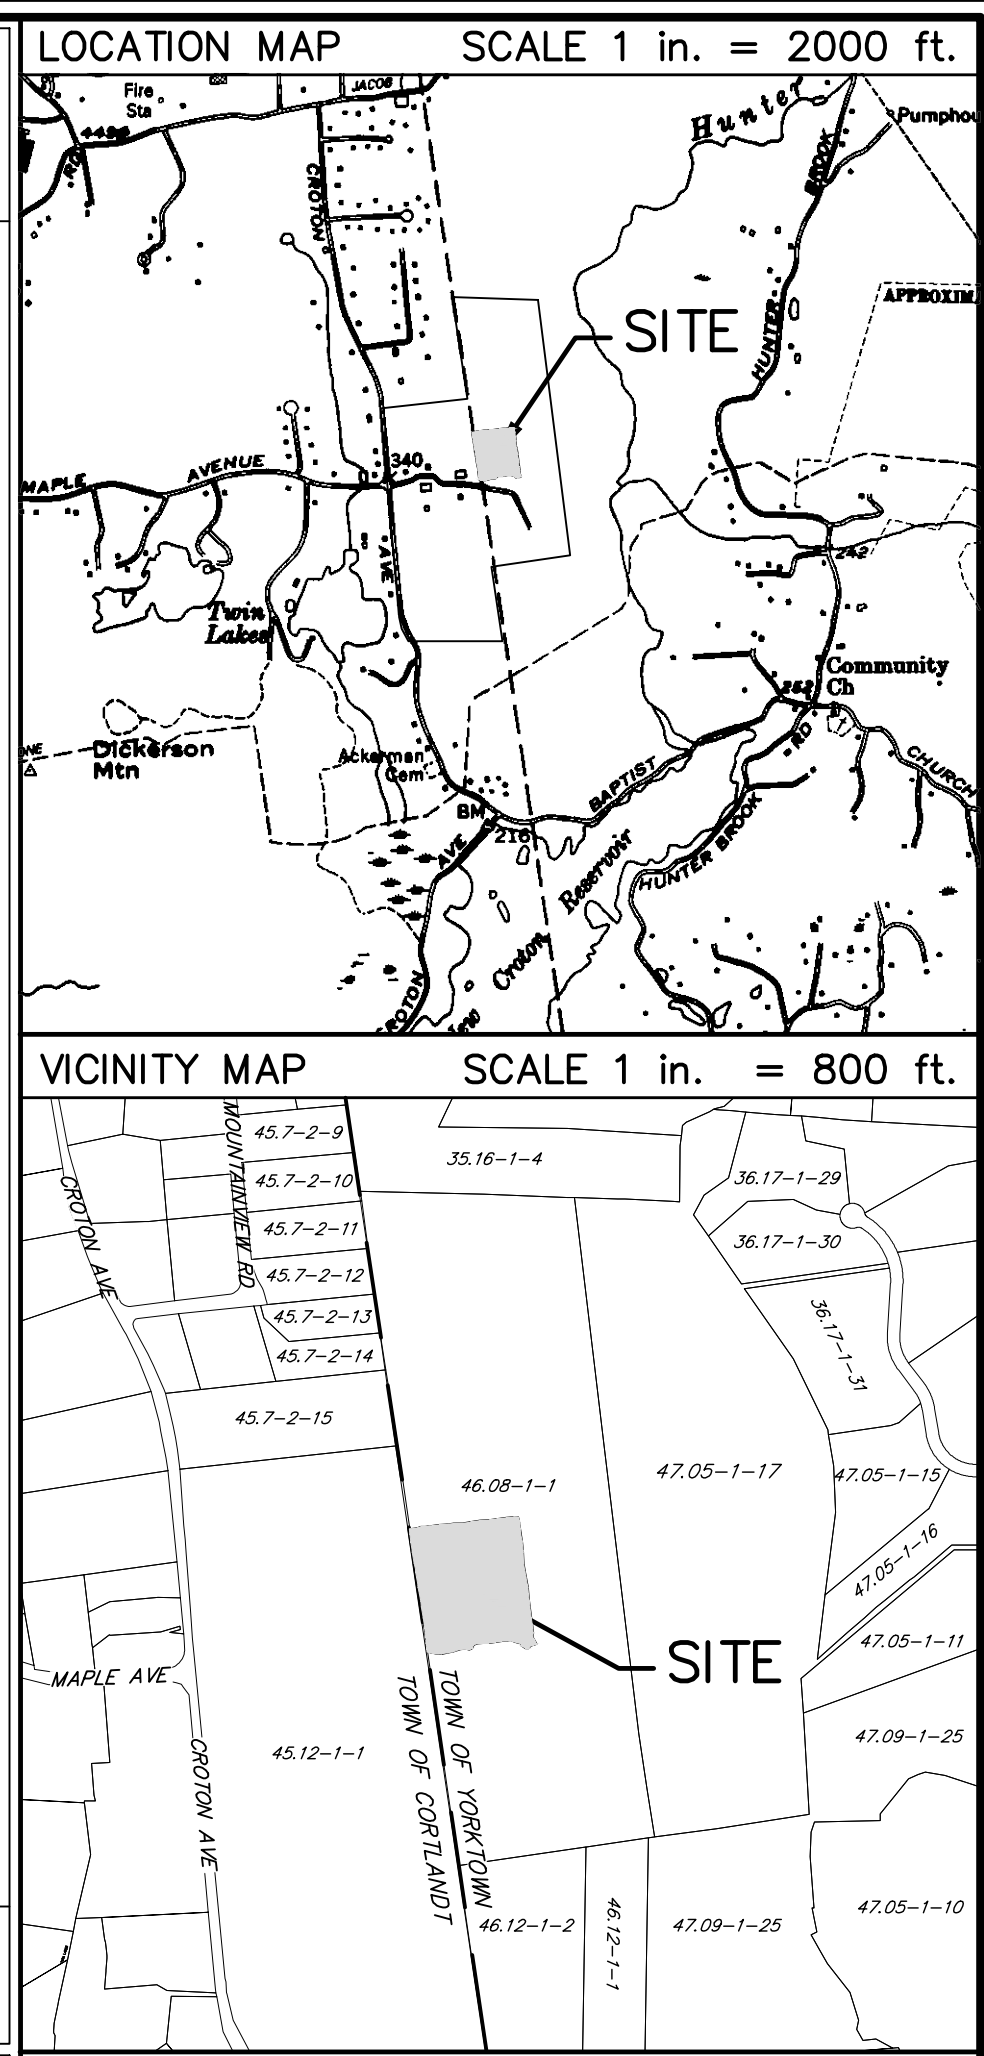 LOCATION MAP SCALE 1 in. = 2000 ft.
Fire
Sta
JACOB
Hunter
BROOK
RD
CROTON
HUNTER
SITE
340
MAPLE
AVENUE
AVE
242
Twin
Lakes
Community
Ch
252
RD
Dickerson
Mtn
Ackerman
Cem
BM
216
BAPTIST
CHURCH
AVE
Reservoir
HUNTER BROOK
Croton
CROTON
VICINITY MAP SCALE 1 in. = 800 ft.
45.7-2-9
35.16-1-4
MOUNTAINVIEW RD
45.7-2-10
36.17-1-29
CROTON AVE
45.7-2-11
36.17-1-30
45.7-2-12
45.7-2-13
36.17-1-31
45.7-2-14
45.7-2-15
46.08-1-1
47.05-1-17
47.05-1-15
47.05-1-16
47.05-1-11
SITE
MAPLE AVE
TOWN OF YORKTOWN
TOWN OF CORTLANDT
45.12-1-1
CROTON AVE
47.09-1-25
46.12-1-2
46.12-1-1
47.09-1-25
47.05-1-10